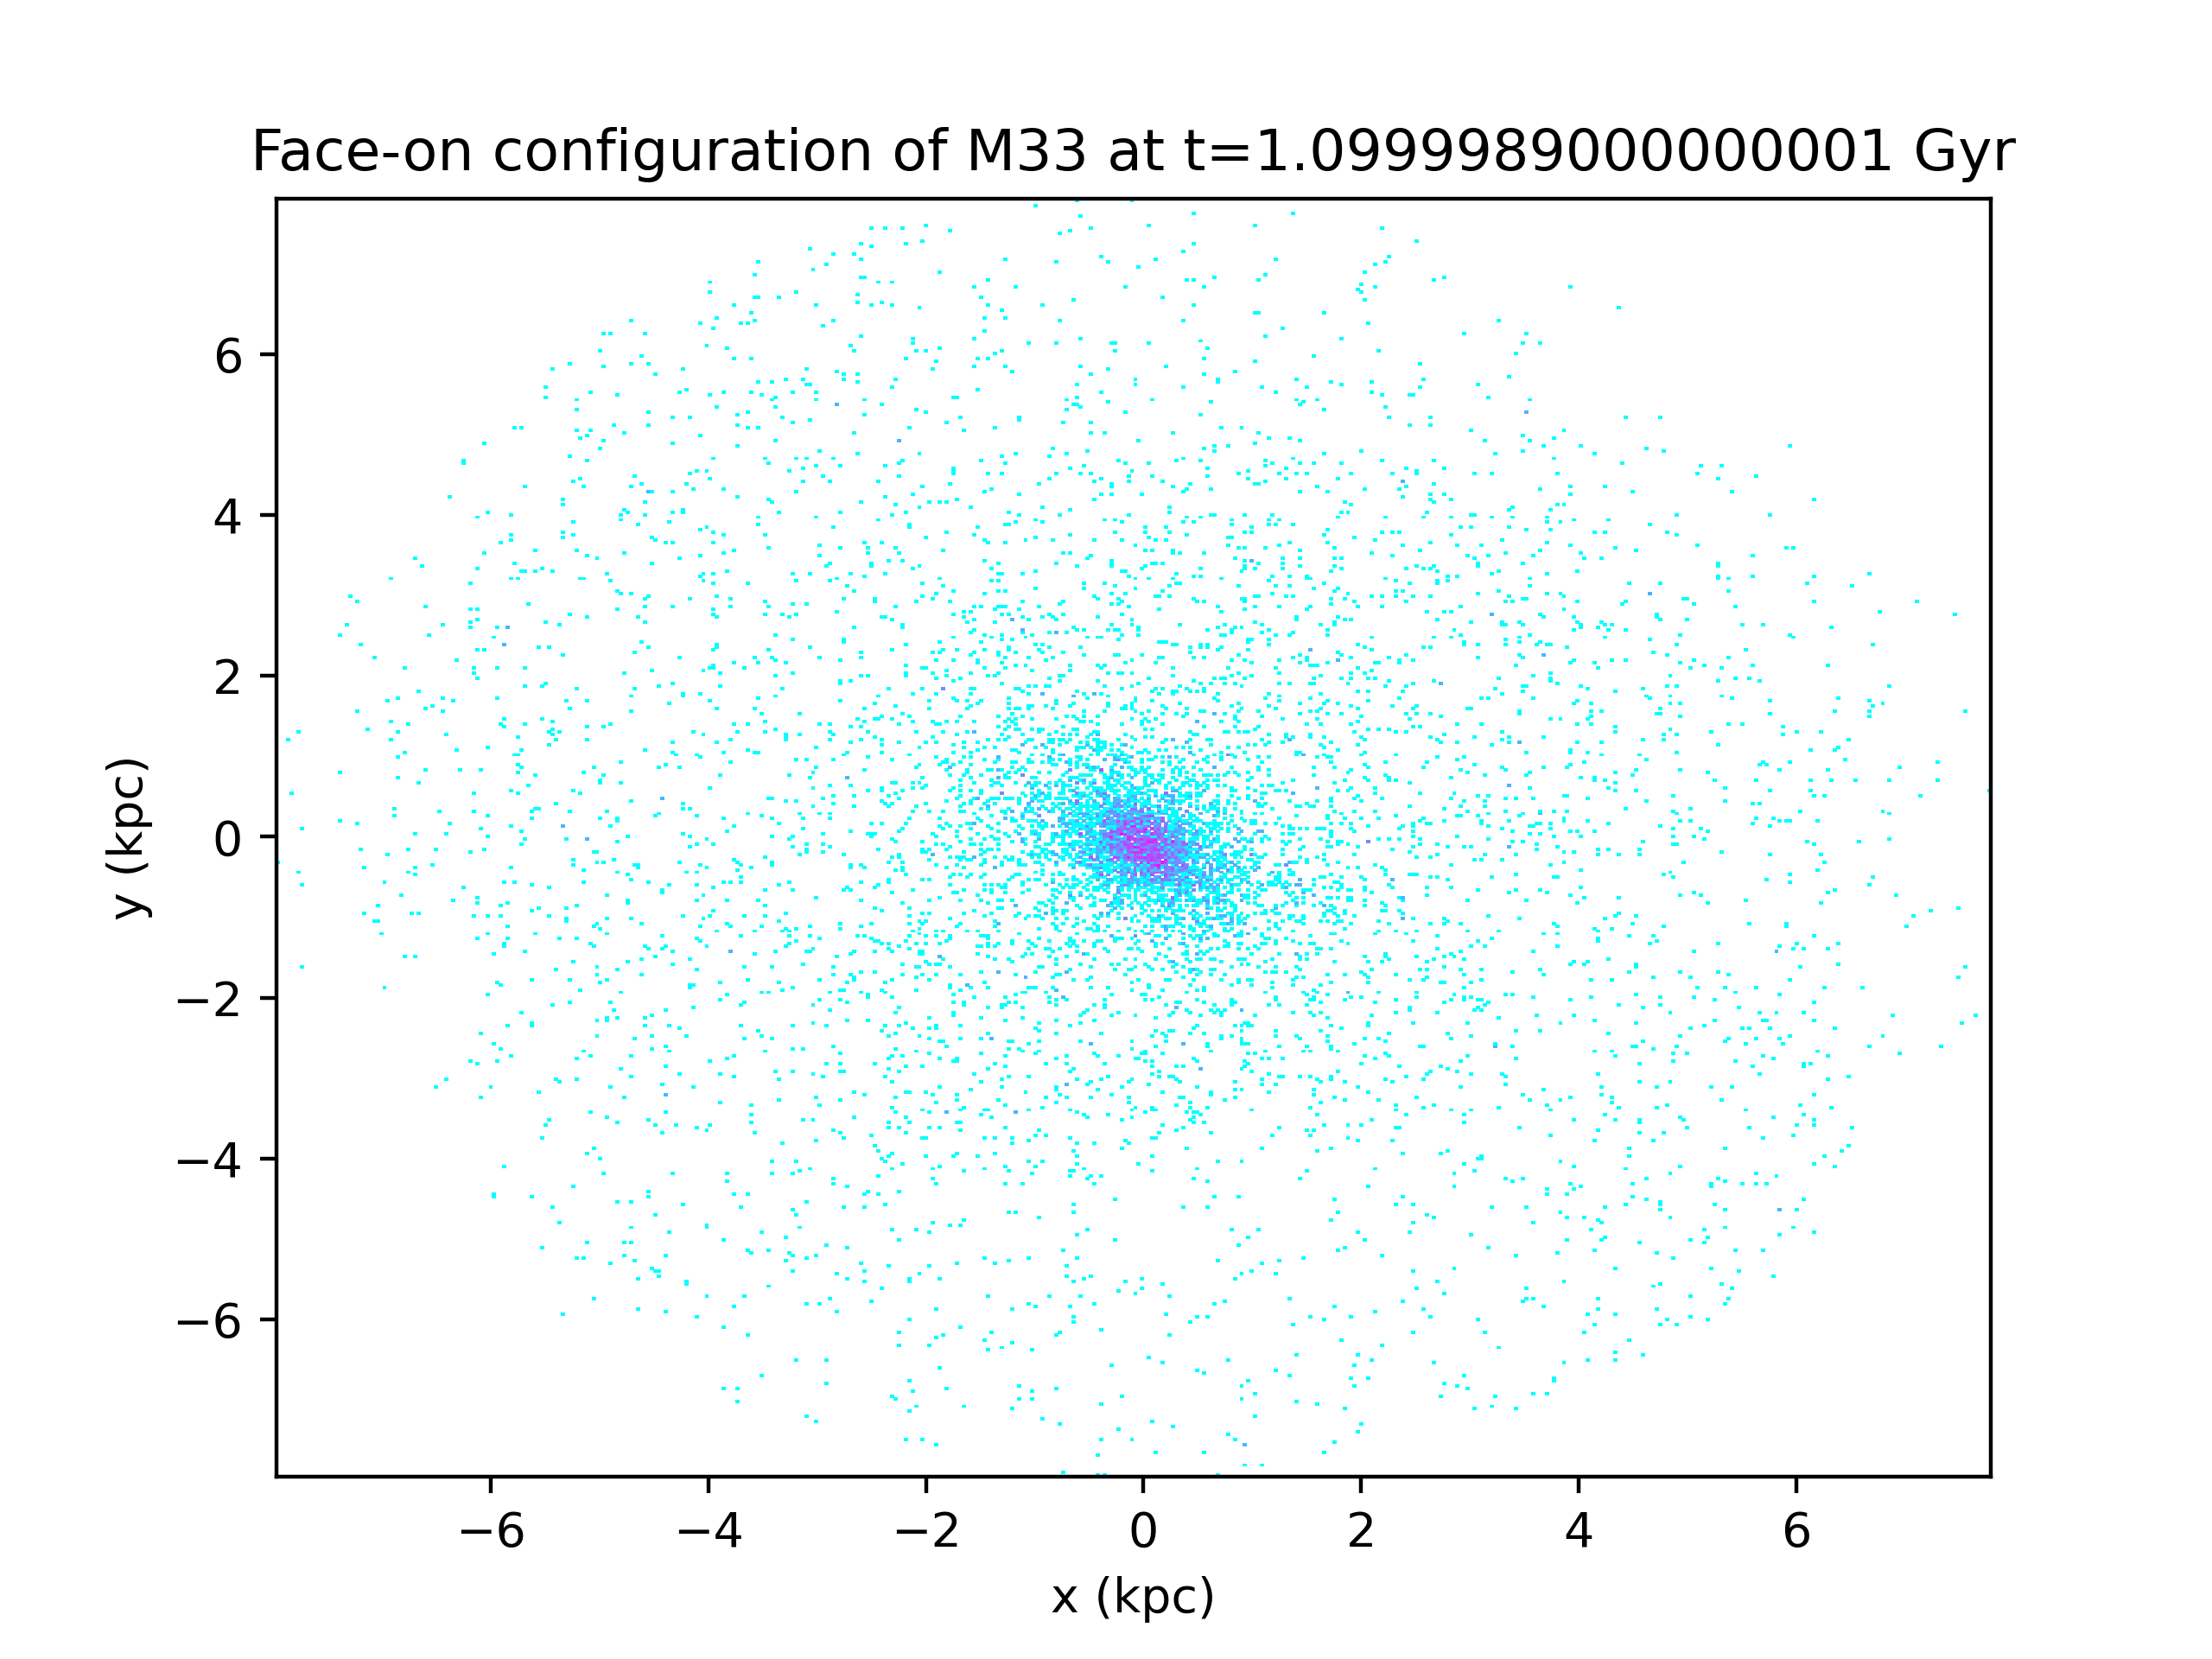 Face-on configuration of M33 at t=1.0999989000000001 Gyr
6
4
2
0
−2
−4
−6
y (kpc)
−6 −4 −2 0 2 4 6
x (kpc)